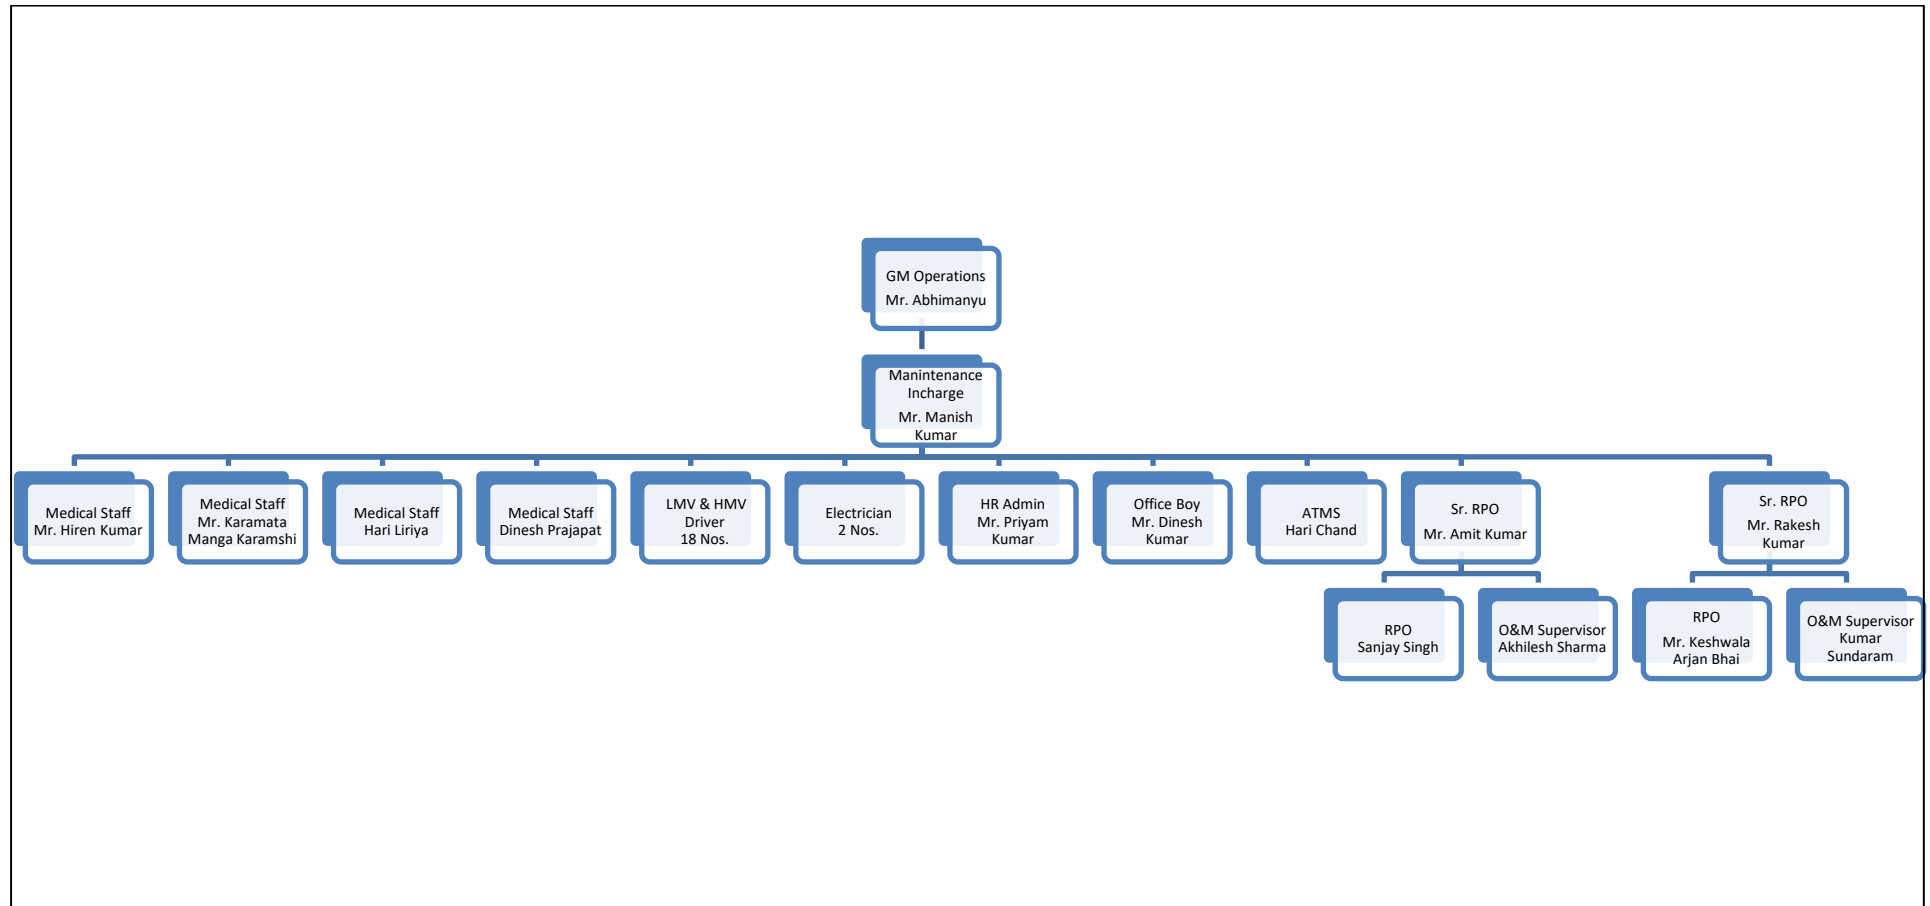 GM Operations
Mr. Abhimanyu
Manintenance
Incharge
Mr. Manish
Kumar
Medical Staff
Mr. Hiren Kumar
Medical Staff
Mr. Karamata
Manga Karamshi
Medical Staff
Hari Liriya
Medical Staff
Dinesh Prajapat
LMV & HMV
Driver
18 Nos.
Electrician
2 Nos.
HR Admin
Mr. Priyam
Kumar
Office Boy
Mr. Dinesh
Kumar
ATMS
Hari Chand
Sr. RPO
Mr. Amit Kumar
Sr. RPO
Mr. Rakesh
Kumar
RPO
Sanjay Singh
O&M Supervisor
Akhilesh Sharma
RPO
Mr. Keshwala
Arjan Bhai
O&M Supervisor
Kumar
Sundaram